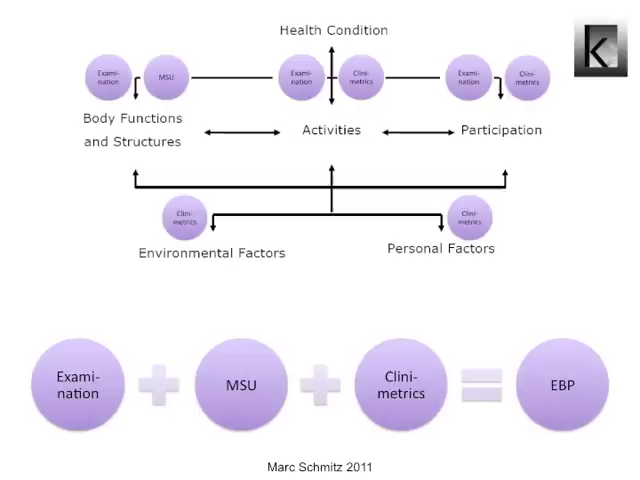 Health Condition
Exami-
nation
MSU
Exami-
nation
Clini-
metrics
Exami-
nation
Clini-
metrics
K
Body Functions
and Structures
Activities
Participation
Clini-
metrics
Clini-
metrics
Environmental Factors
Personal Factors
Exami-
nation
+
MSU
+
Clini-
metrics
=
EBP
Marc Schmitz 2011